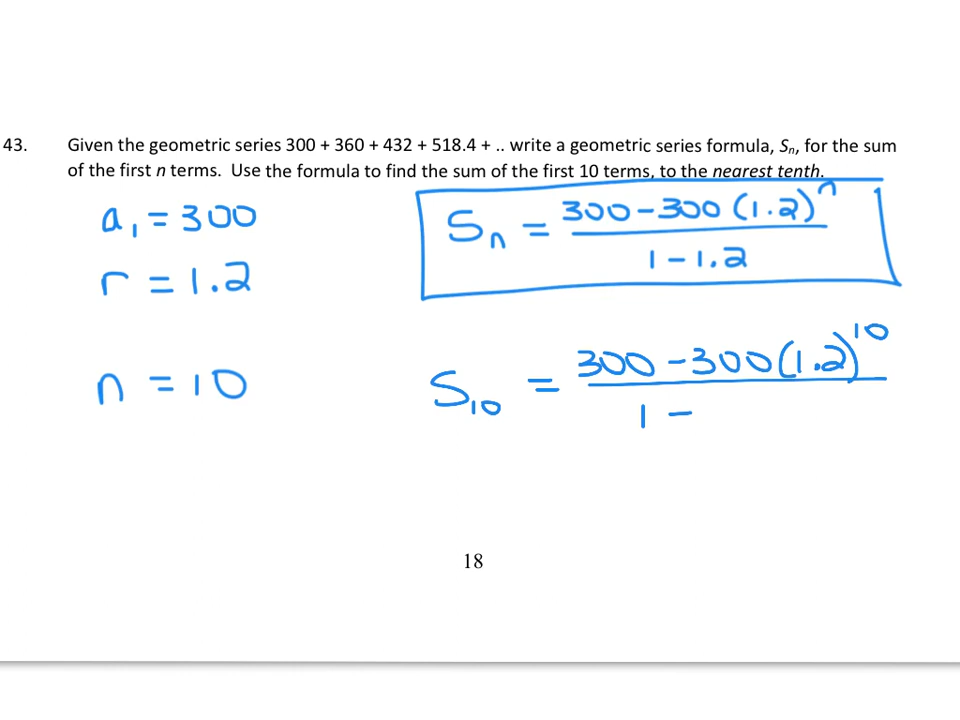 43. Given the geometric series 300 + 360 + 432 + 518.4 + .. write a geometric series formula, Sₙ, for the sum
of the first n terms. Use the formula to find the sum of the first 10 terms, to the nearest tenth.
a₁ = 300
Sₙ = (300 - 300(1.2)ⁿ) / (1 - 1.2)
r = 1.2
n = 10
S₁₀ = (300 - 300(1.2)¹⁰) / (1 -
18